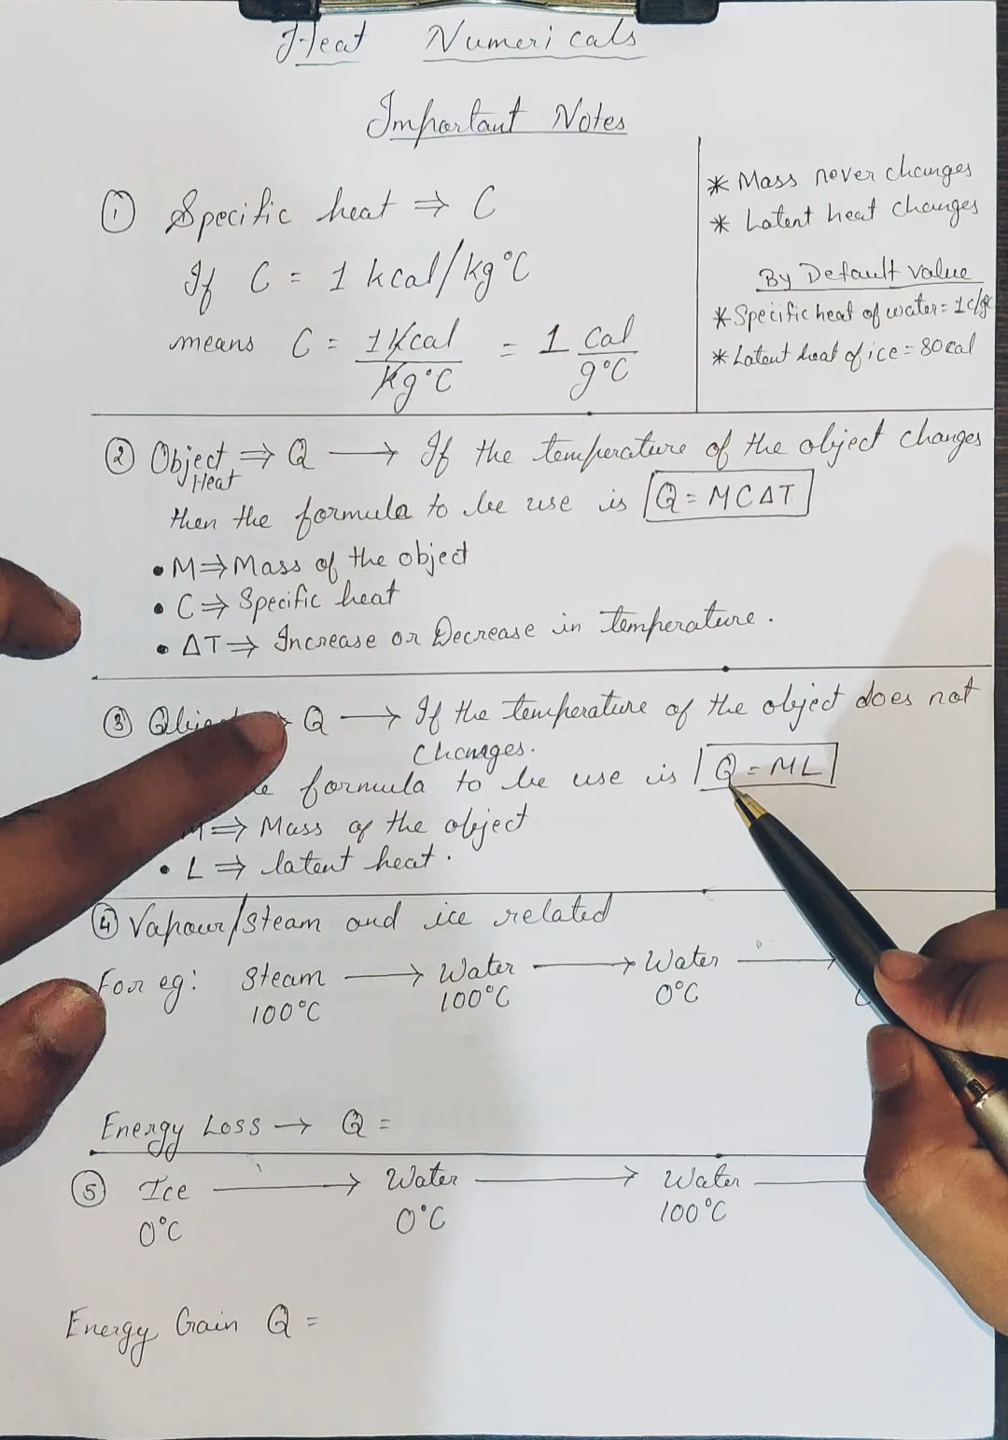 Heat Numericals
Important Notes
① Specific heat ⇒ C
If C = 1 kcal/kg°C
means C = 1Kcal/Kg°C = 1 Cal/g°C
* Mass never changes
* Latent heat changes
By Default value
* Specific heat of water = 1
* Latent heat of ice = 80 cal
② Object ⇒ Q → If the temperature of the object changes
Heat
then the formula to be use is Q = MCΔT
• M ⇒ Mass of the object
• C ⇒ Specific heat
• ΔT ⇒ Increase or Decrease in temperature.
③ Q → If the temperature of the object does not
changes.
formula to be use is Q = ML
M ⇒ Mass of the object
• L ⇒ latent heat.
④ Vapour/Steam and ice related
For eg: Steam → Water → Water →
100°C 100°C 0°C
Energy Loss → Q =
⑤ Ice → Water → Water
0°C 0°C 100°C
Energy Gain Q =